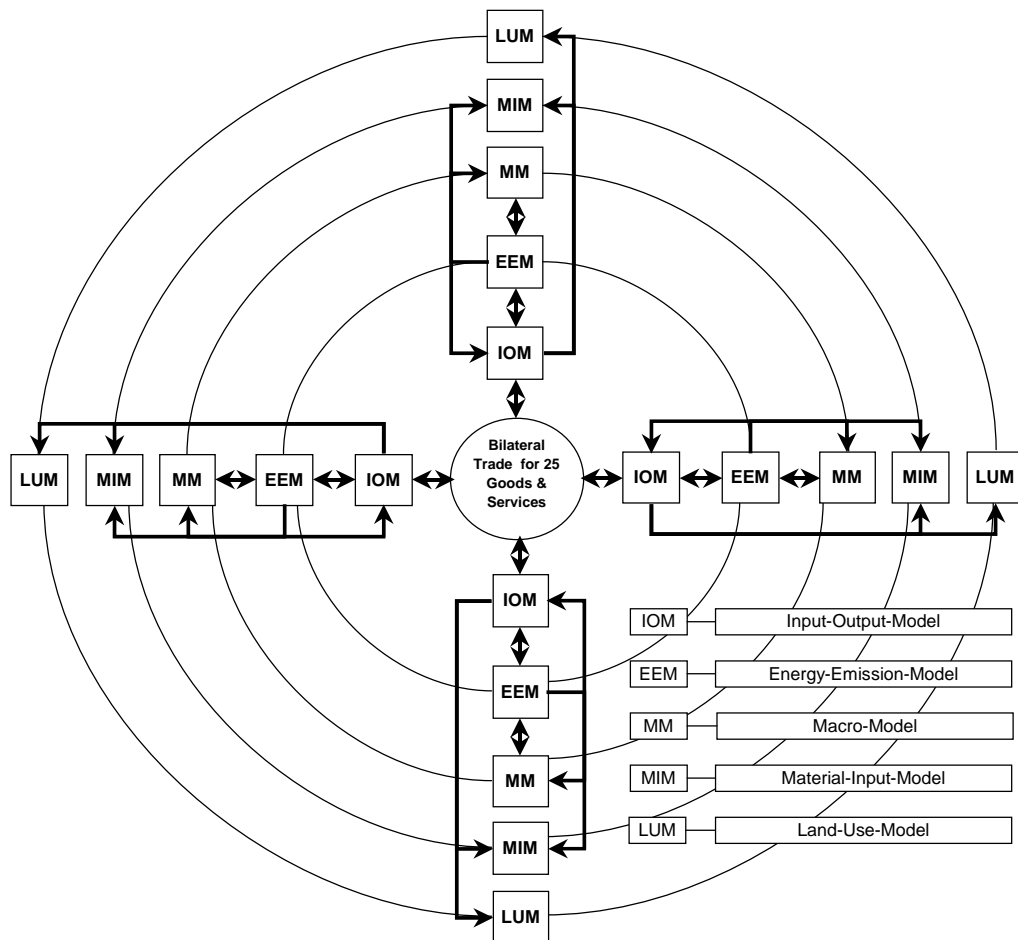 LUM
MIM
MM
EEM
IOM
Bilateral
Trade for 25
Goods &
Services
LUM
MIM
MM
EEM
IOM
IOM
EEM
MM
MIM
LUM
IOM
EEM
MM
MIM
LUM
IOM Input-Output-Model
EEM Energy-Emission-Model
MM Macro-Model
MIM Material-Input-Model
LUM Land-Use-Model